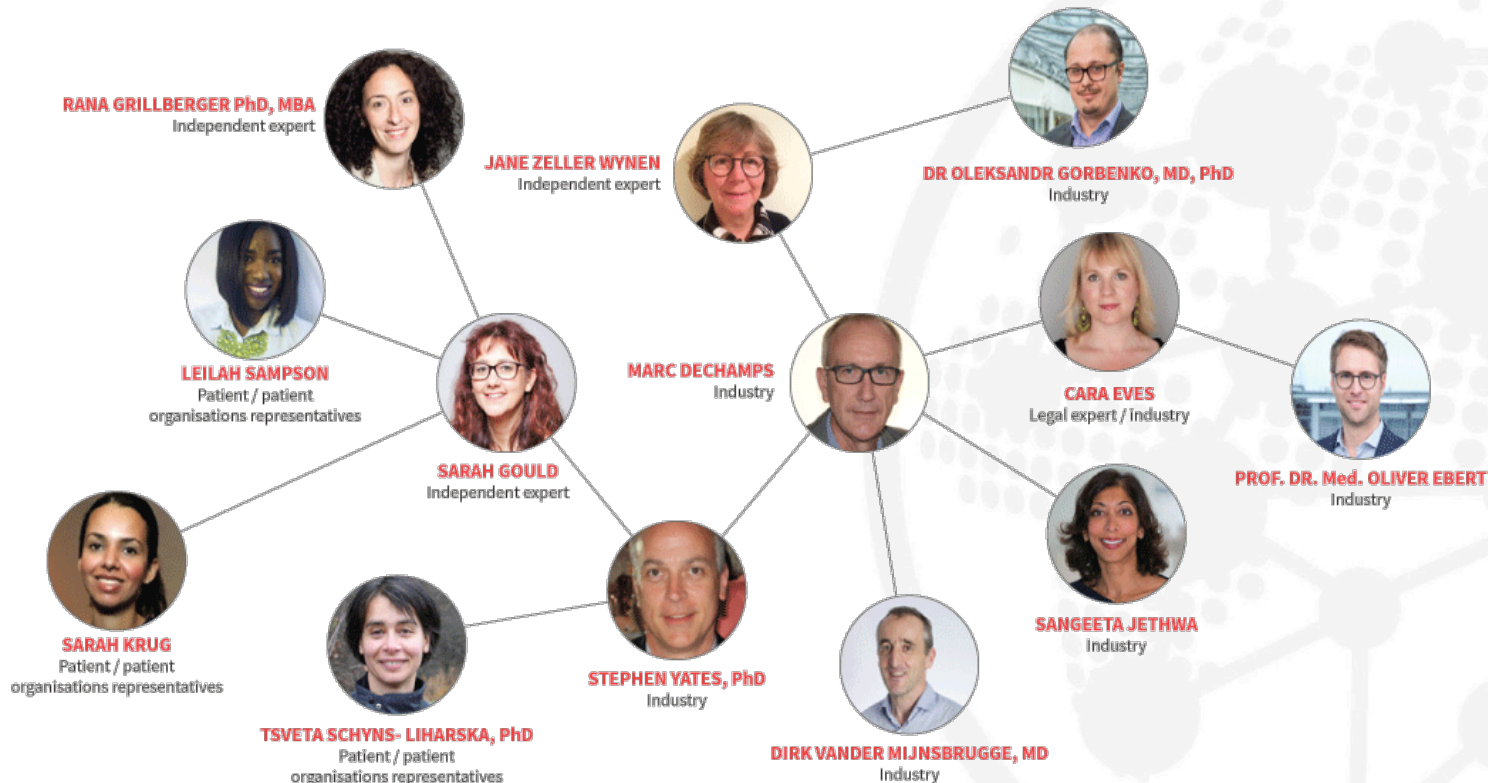 RANA GRILLBERGER PhD, MBA
Independent expert
JANE ZELLER WYNEN
Independent expert
DR OLEKSANDR GORBENKO, MD, PhD
Industry
LEILAH SAMPSON
Patient / patient
organisations representatives
MARC DECHAMPS
Industry
CARA EVES
Legal expert / industry
SARAH GOULD
Independent expert
PROF. DR. Med. OLIVER EBERT
Industry
SARAH KRUG
Patient / patient
organisations representatives
STEPHEN YATES, PhD
Industry
SANGEETA JETHWA
Industry
TSVETA SCHYNS- LIHARSKA, PhD
Patient / patient
organisations representatives
DIRK VANDER MIJNSBRUGGE, MD
Industry